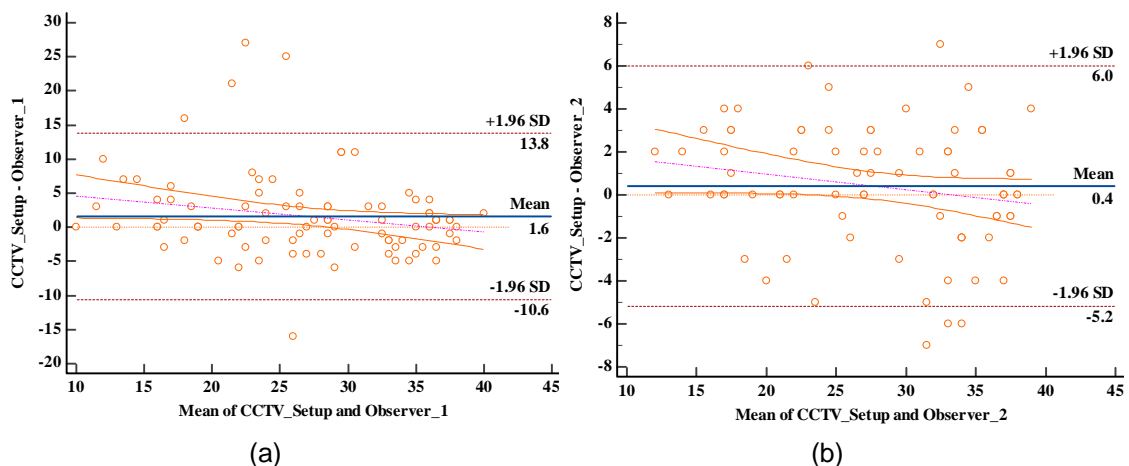 30
25
20
15
10
5
0
-5
-10
-15
-20
CCTV_Setup - Observer_1
+1.96 SD
13.8
Mean
1.6
-1.96 SD
-10.6
10 15 20 25 30 35 40 45
Mean of CCTV_Setup and Observer_1
(a)
8
6
4
2
0
-2
-4
-6
-8
CCTV_Setup - Observer_2
+1.96 SD
6.0
Mean
0.4
-1.96 SD
-5.2
10 15 20 25 30 35 40 45
Mean of CCTV_Setup and Observer_2
(b)